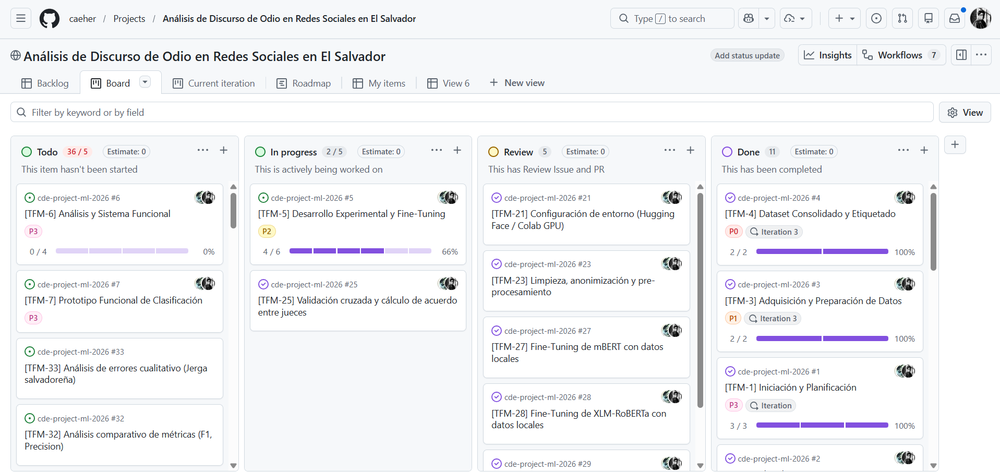 caeher / Projects / Análisis de Discurso de Odio en Redes Sociales en El Salvador
Type / to search
Análisis de Discurso de Odio en Redes Sociales en El Salvador
Add status update
Insights
Workflows 7
Backlog
Board
Current iteration
Roadmap
My items
View 6
New view
Filter by keyword or by field
View
Todo 36 / 5 Estimate: 0
This item hasn't been started
cde-project-ml-2026 #6
[TFM-6] Análisis y Sistema Funcional
P3
0 / 4 0%
cde-project-ml-2026 #7
[TFM-7] Prototipo Funcional de Clasificación
P3
cde-project-ml-2026 #33
[TFM-33] Análisis de errores cualitativo (Jerga
salvadoreña)
cde-project-ml-2026 #32
[TFM-32] Análisis comparativo de métricas (F1,
Precision)
In progress 2 / 5 Estimate: 0
This is actively being worked on
cde-project-ml-2026 #5
[TFM-5] Desarrollo Experimental y Fine-Tuning
P2
4 / 6 66%
cde-project-ml-2026 #25
[TFM-25] Validación cruzada y cálculo de acuerdo
entre jueces
Review 5 Estimate: 0
This has Review Issue and PR
cde-project-ml-2026 #21
[TFM-21] Configuración de entorno (Hugging
Face / Colab GPU)
cde-project-ml-2026 #23
[TFM-23] Limpieza, anonimización y pre-
procesamiento
cde-project-ml-2026 #27
[TFM-27] Fine-Tuning de mBERT con datos
locales
cde-project-ml-2026 #28
[TFM-28] Fine-Tuning de XLM-RoBERTa con
datos locales
cde-project-ml-2026 #29
Done 11 Estimate: 0
This has been completed
cde-project-ml-2026 #4
[TFM-4] Dataset Consolidado y Etiquetado
P0 Iteration 3
2 / 2 100%
cde-project-ml-2026 #3
[TFM-3] Adquisición y Preparación de Datos
P1 Iteration 3
2 / 2 100%
cde-project-ml-2026 #1
[TFM-1] Iniciación y Planificación
P3 Iteration
3 / 3 100%
cde-project-ml-2026 #2